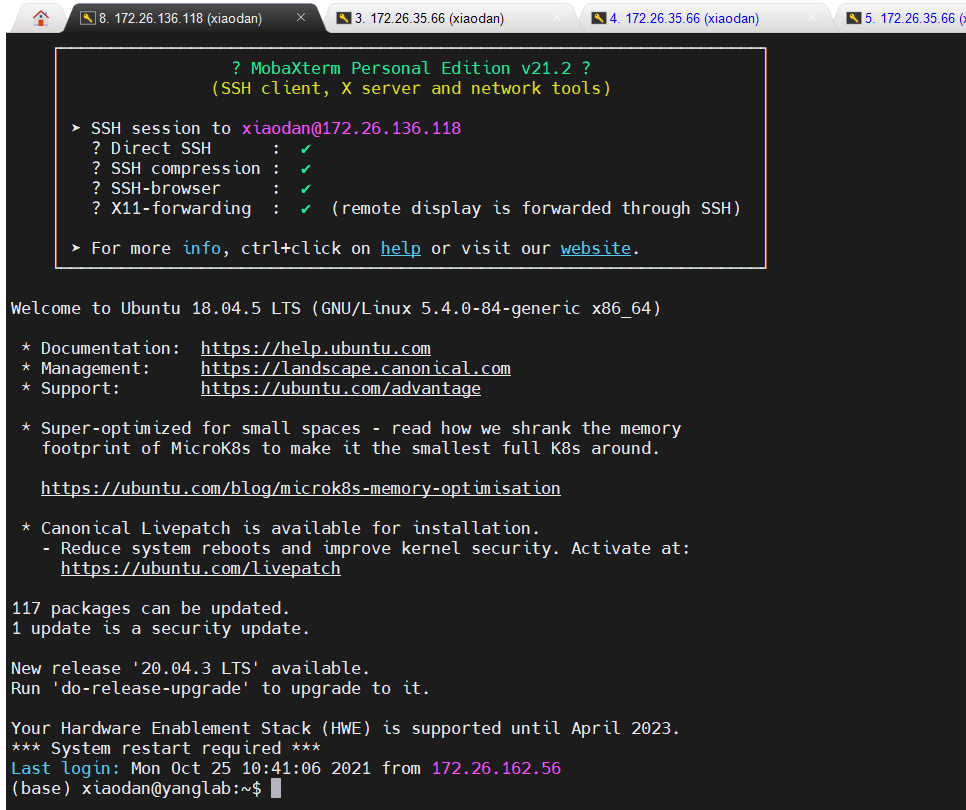 8. 172.26.136.118 (xiaodan)
3. 172.26.35.66 (xiaodan)
4. 172.26.35.66 (xiaodan)
5. 172.26.35.66 (x
? MobaXterm Personal Edition v21.2 ?
(SSH client, X server and network tools)
➤ SSH session to xiaodan@172.26.136.118
? Direct SSH : ✔
? SSH compression : ✔
? SSH-browser : ✔
? X11-forwarding : ✔ (remote display is forwarded through SSH)
➤ For more info, ctrl+click on help or visit our website.
Welcome to Ubuntu 18.04.5 LTS (GNU/Linux 5.4.0-84-generic x86_64)
* Documentation: https://help.ubuntu.com
* Management: https://landscape.canonical.com
* Support: https://ubuntu.com/advantage
* Super-optimized for small spaces - read how we shrank the memory
footprint of MicroK8s to make it the smallest full K8s around.
https://ubuntu.com/blog/microk8s-memory-optimisation
* Canonical Livepatch is available for installation.
- Reduce system reboots and improve kernel security. Activate at:
https://ubuntu.com/livepatch
117 packages can be updated.
1 update is a security update.
New release '20.04.3 LTS' available.
Run 'do-release-upgrade' to upgrade to it.
Your Hardware Enablement Stack (HWE) is supported until April 2023.
*** System restart required ***
Last login: Mon Oct 25 10:41:06 2021 from 172.26.162.56
(base) xiaodan@yanglab:~$